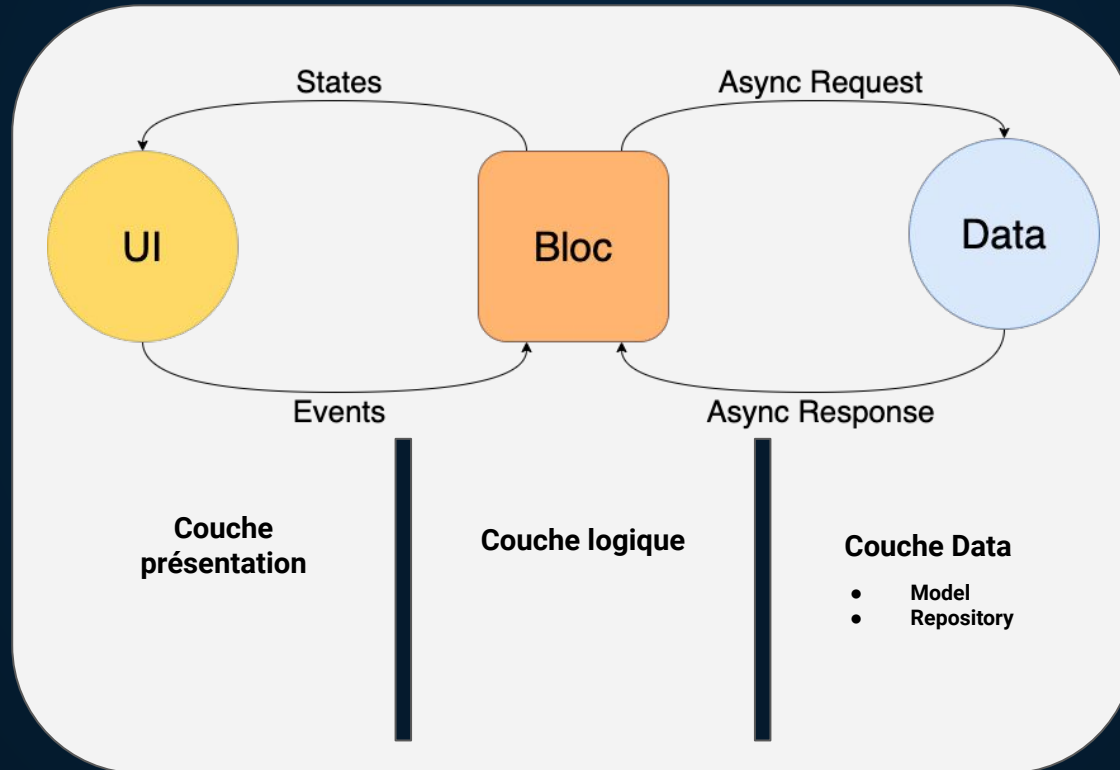 States
Async Request
UI
Bloc
Data
Events
Async Response
Couche
présentation
Couche logique
Couche Data
● Model
● Repository